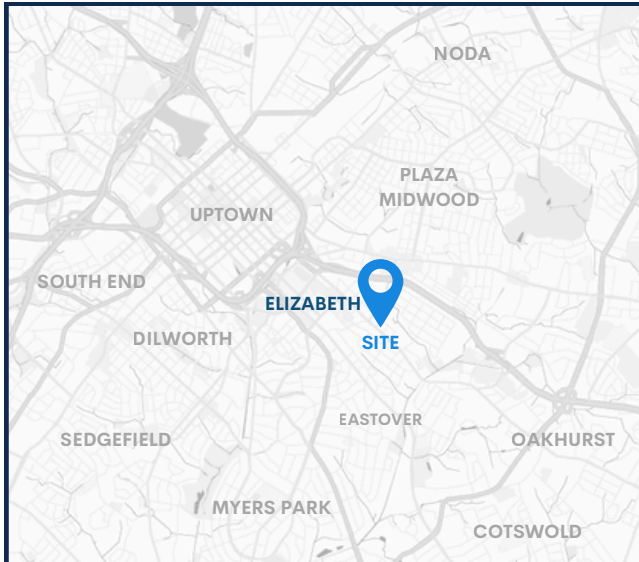 NODA
PLAZA
MIDWOOD
UPTOWN
SOUTH END
ELIZABETH
DILWORTH
SITE
EASTOVER
SEDGEFIELD
OAKHURST
MYERS PARK
COTSWOLD